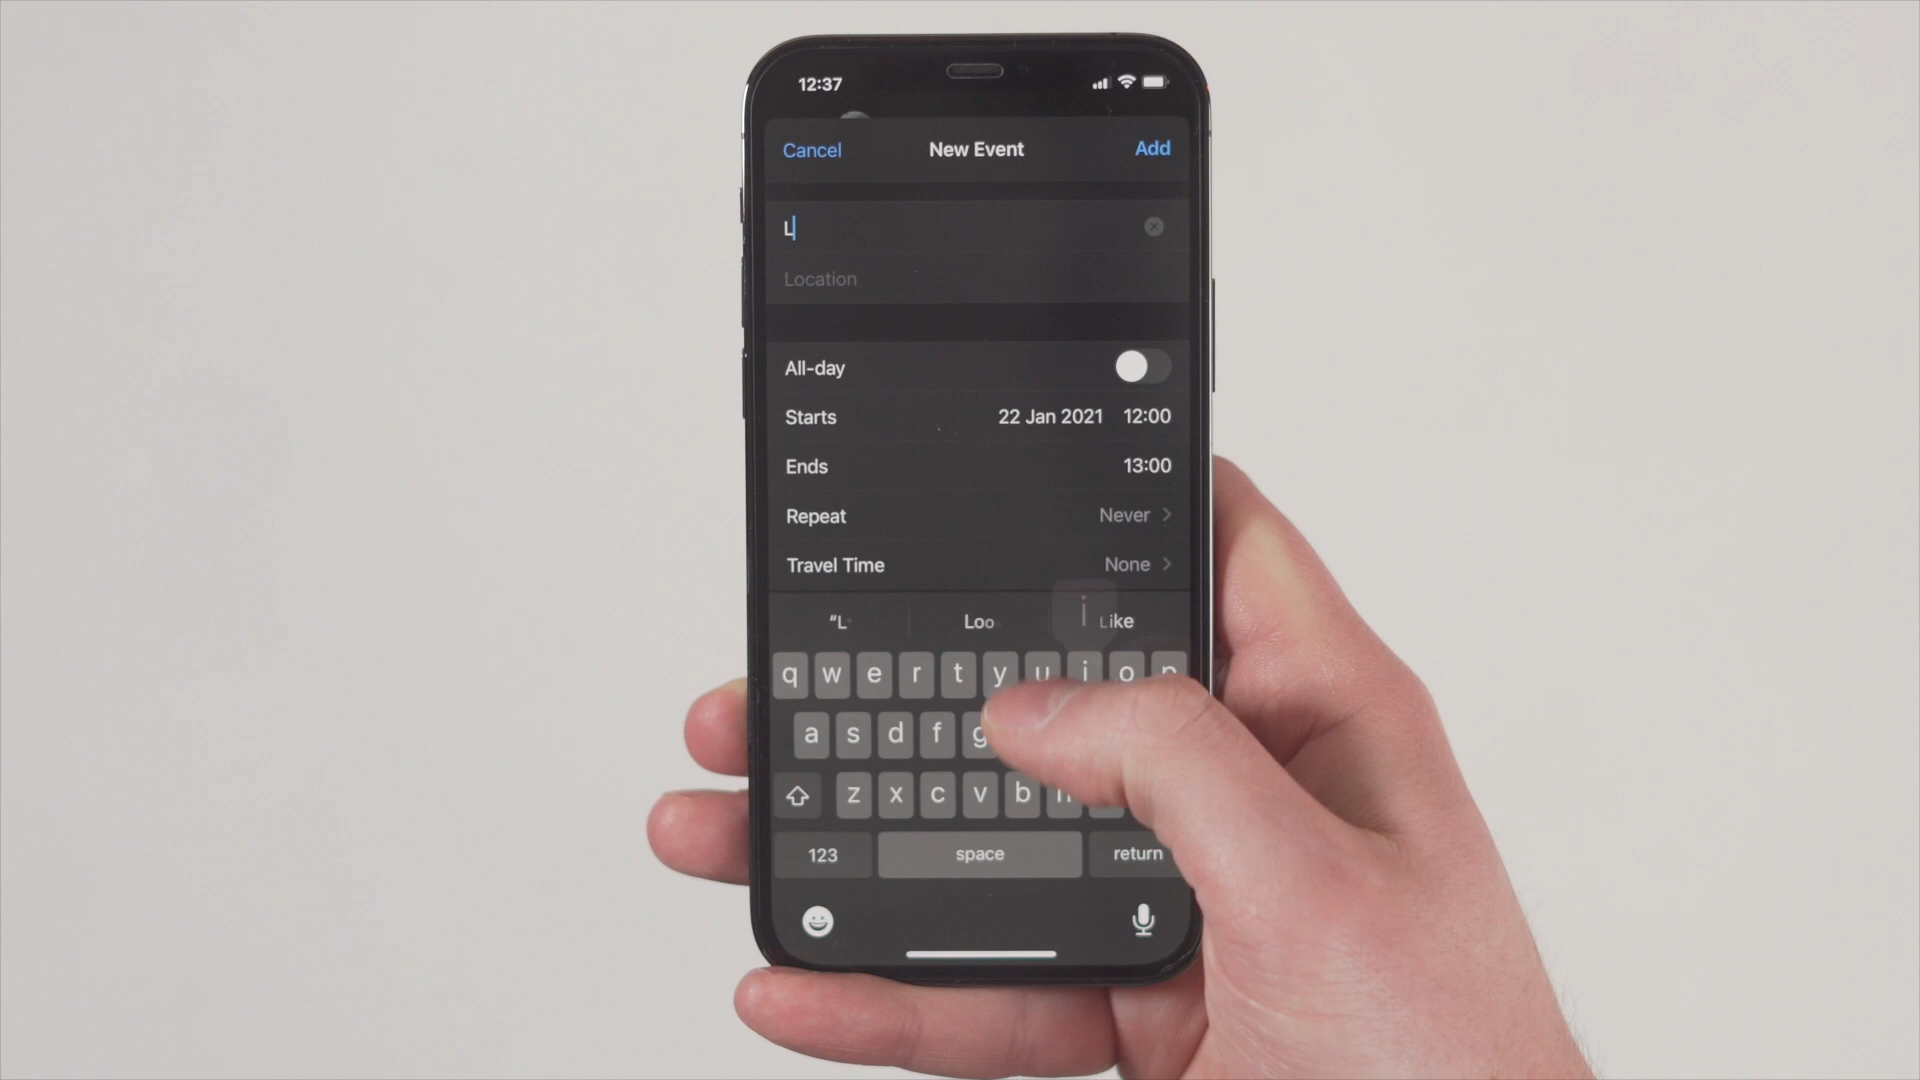 12:37
Cancel New Event Add
L
Location
All-day
Starts 22 Jan 2021 12:00
Ends 13:00
Repeat Never
Travel Time None
“L Loo Like
i
q w e r t y u i o p
a s d f g
z x c v b n
123 space return